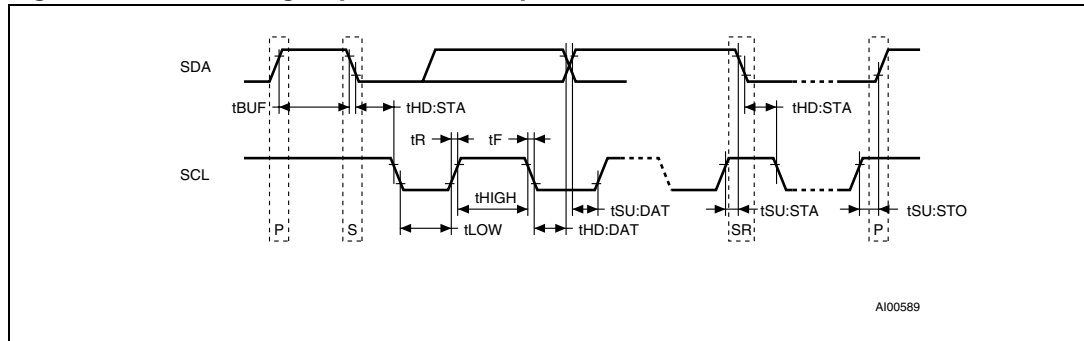 SDA
tBUF
tHD:STA
tHD:STA
tR
tF
SCL
tHIGH
tSU:DAT
tSU:STA
tSU:STO
P
S
tLOW
tHD:DAT
SR
P
AI00589